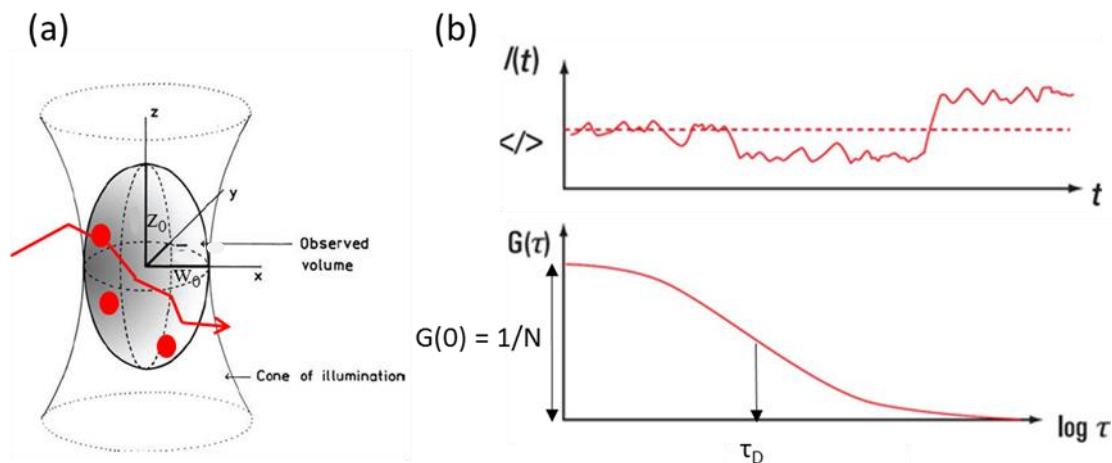 (a)
z
y
Z₀
Observed
volume
W₀
x
Cone of illumination
(b)
I(t)
<I>
t
G(τ)
G(0) = 1/N
log τ
τD